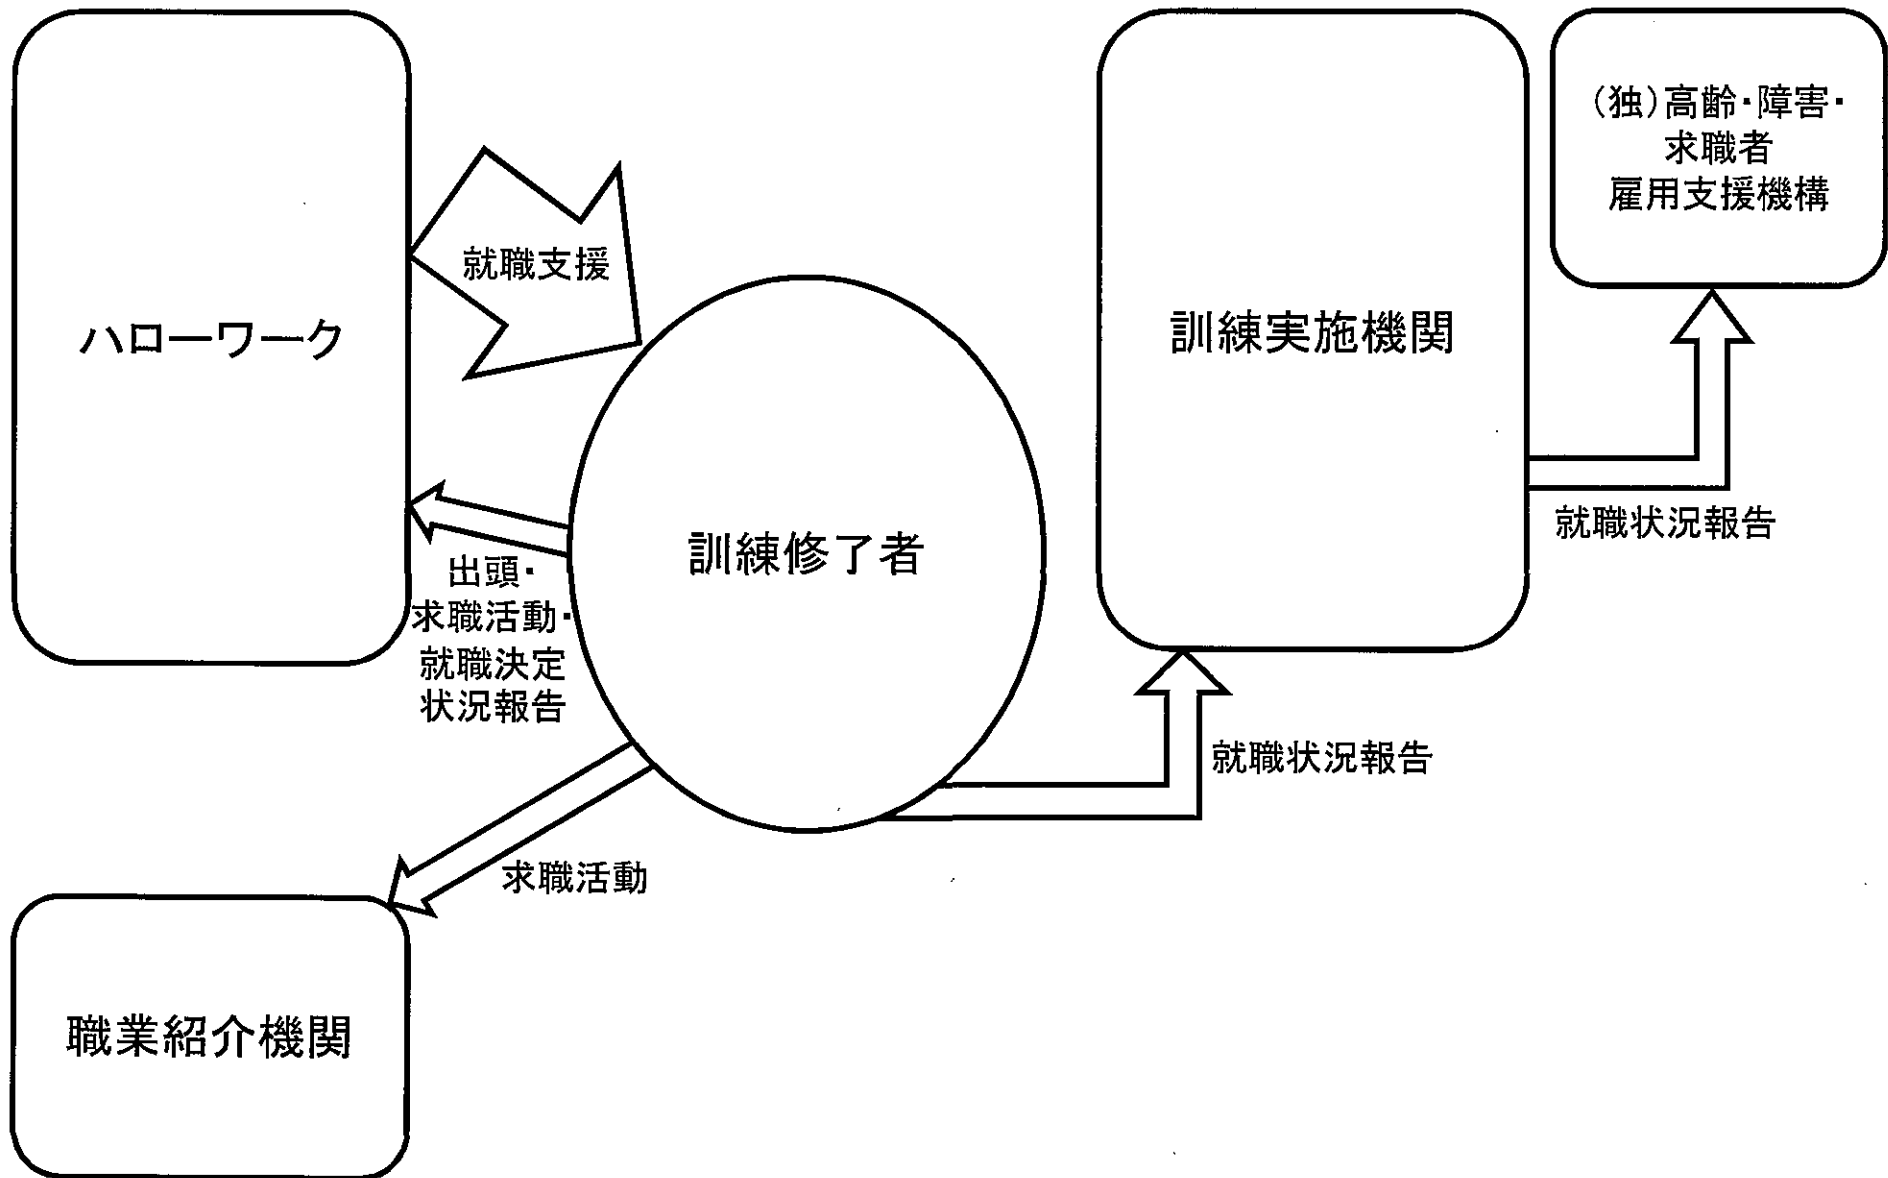 ハローワーク
就職支援
訓練実施機関
(独)高齢・障害・
求職者
雇用支援機構
就職状況報告
訓練修了者
出頭・
求職活動・
就職決定
状況報告
就職状況報告
求職活動
職業紹介機関